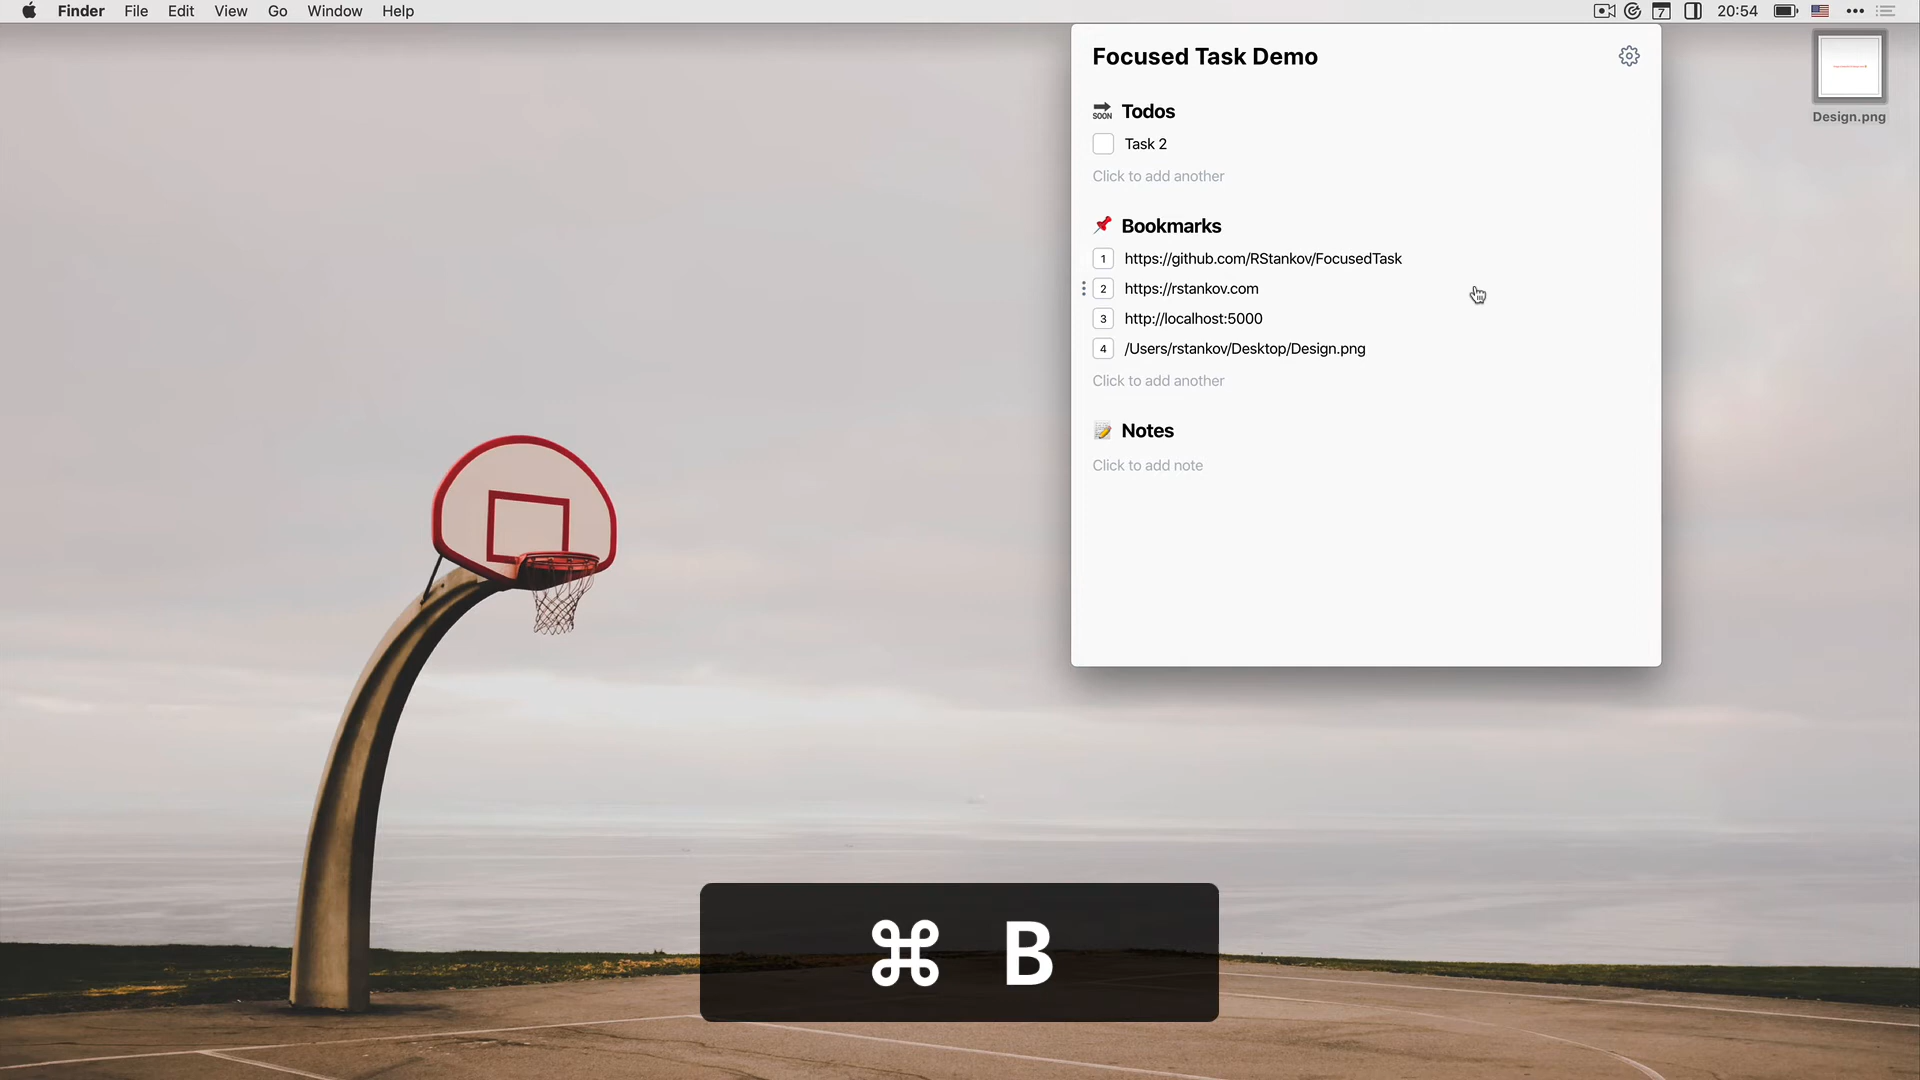 Finder File Edit View Go Window Help
7 20:54
Focused Task Demo
Design.png
SOON Todos
Task 2
Click to add another
Bookmarks
1 https://github.com/RStankov/FocusedTask
2 https://rstankov.com
3 http://localhost:5000
4 /Users/rstankov/Desktop/Design.png
Click to add another
Notes
Click to add note
⌘ B